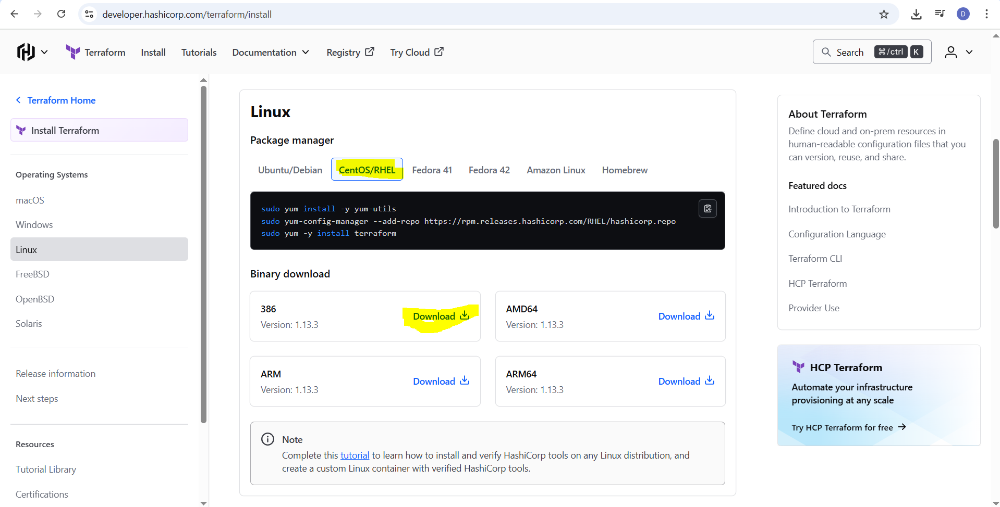 developer.hashicorp.com/terraform/install
D
Terraform
Install
Tutorials
Documentation
Registry
Try Cloud
Search
⌘/ctrl
K
Terraform Home
Install Terraform
Operating Systems
macOS
Windows
Linux
FreeBSD
OpenBSD
Solaris
Release information
Next steps
Resources
Tutorial Library
Certifications
Linux
Package manager
Ubuntu/Debian
CentOS/RHEL
Fedora 41
Fedora 42
Amazon Linux
Homebrew
sudo yum install -y yum-utils
sudo yum-config-manager --add-repo https://rpm.releases.hashicorp.com/RHEL/hashicorp.repo
sudo yum -y install terraform
Binary download
386
Version: 1.13.3
Download
AMD64
Version: 1.13.3
Download
ARM
Version: 1.13.3
Download
ARM64
Version: 1.13.3
Download
Note
Complete this tutorial to learn how to install and verify HashiCorp tools on any Linux distribution, and
create a custom Linux container with verified HashiCorp tools.
About Terraform
Define cloud and on-prem resources in
human-readable configuration files that you
can version, reuse, and share.
Featured docs
Introduction to Terraform
Configuration Language
Terraform CLI
HCP Terraform
Provider Use
HCP Terraform
Automate your infrastructure
provisioning at any scale
Try HCP Terraform for free